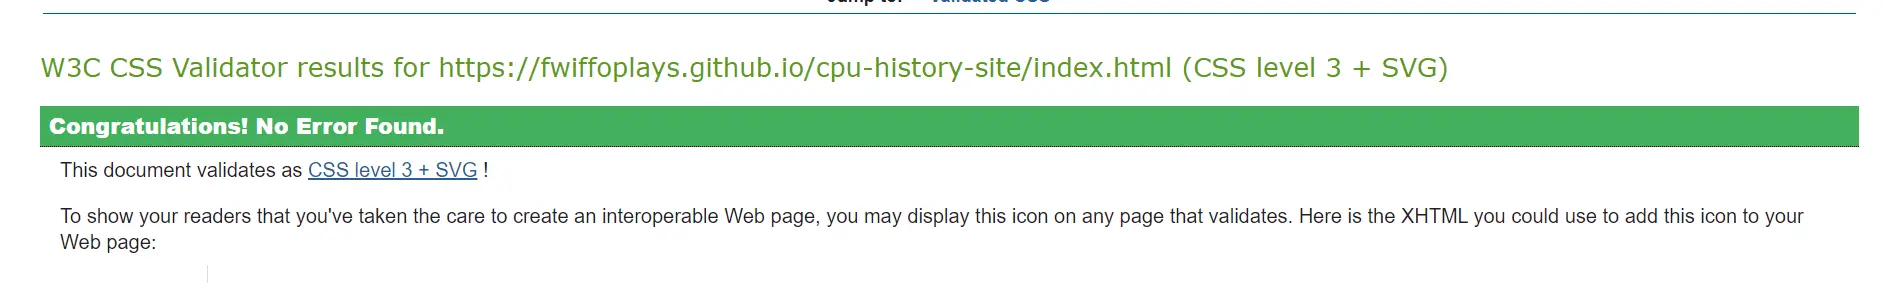 Jump to: Validated CSS
W3C CSS Validator results for https://fwiffoplays.github.io/cpu-history-site/index.html (CSS level 3 + SVG)
Congratulations! No Error Found.
This document validates as CSS level 3 + SVG !
To show your readers that you've taken the care to create an interoperable Web page, you may display this icon on any page that validates. Here is the XHTML you could use to add this icon to your
Web page: